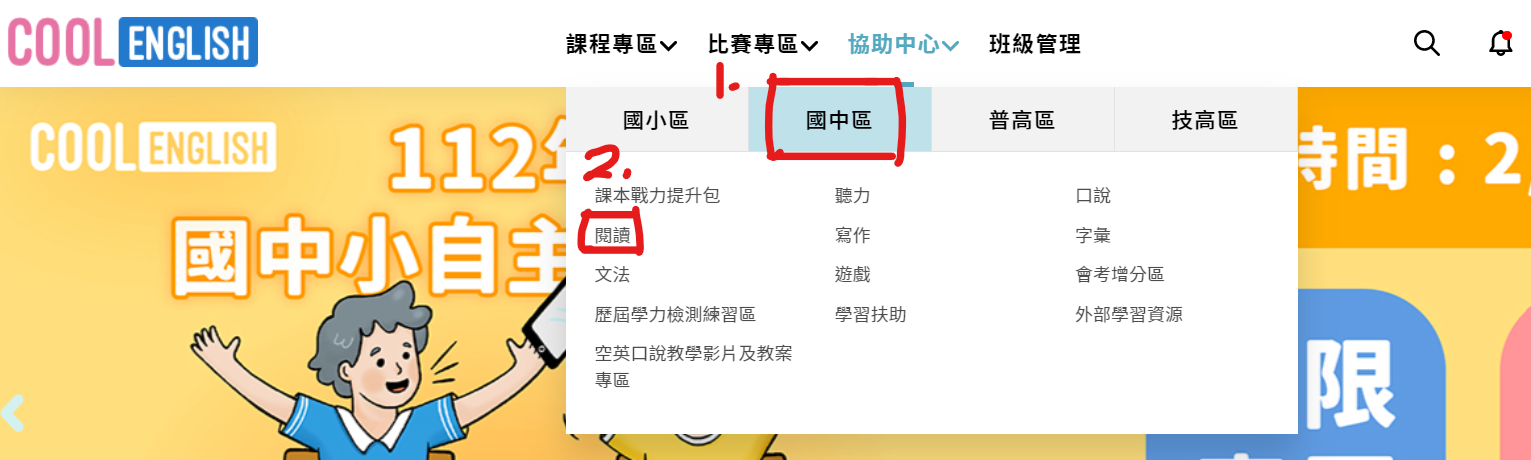 COOL ENGLISH 課程專區 比賽專區 協助中心 班級管理
1.
國小區 國中區 普高區 技高區
COOL ENGLISH
112年
時間：2
2.
課本戰力提升包 聽力 口說
國中小自主
閱讀 寫作 字彙
文法 遊戲 會考增分區
歷屆學力檢測練習區 學習扶助 外部學習資源
空英口說教學影片及教案
專區
限